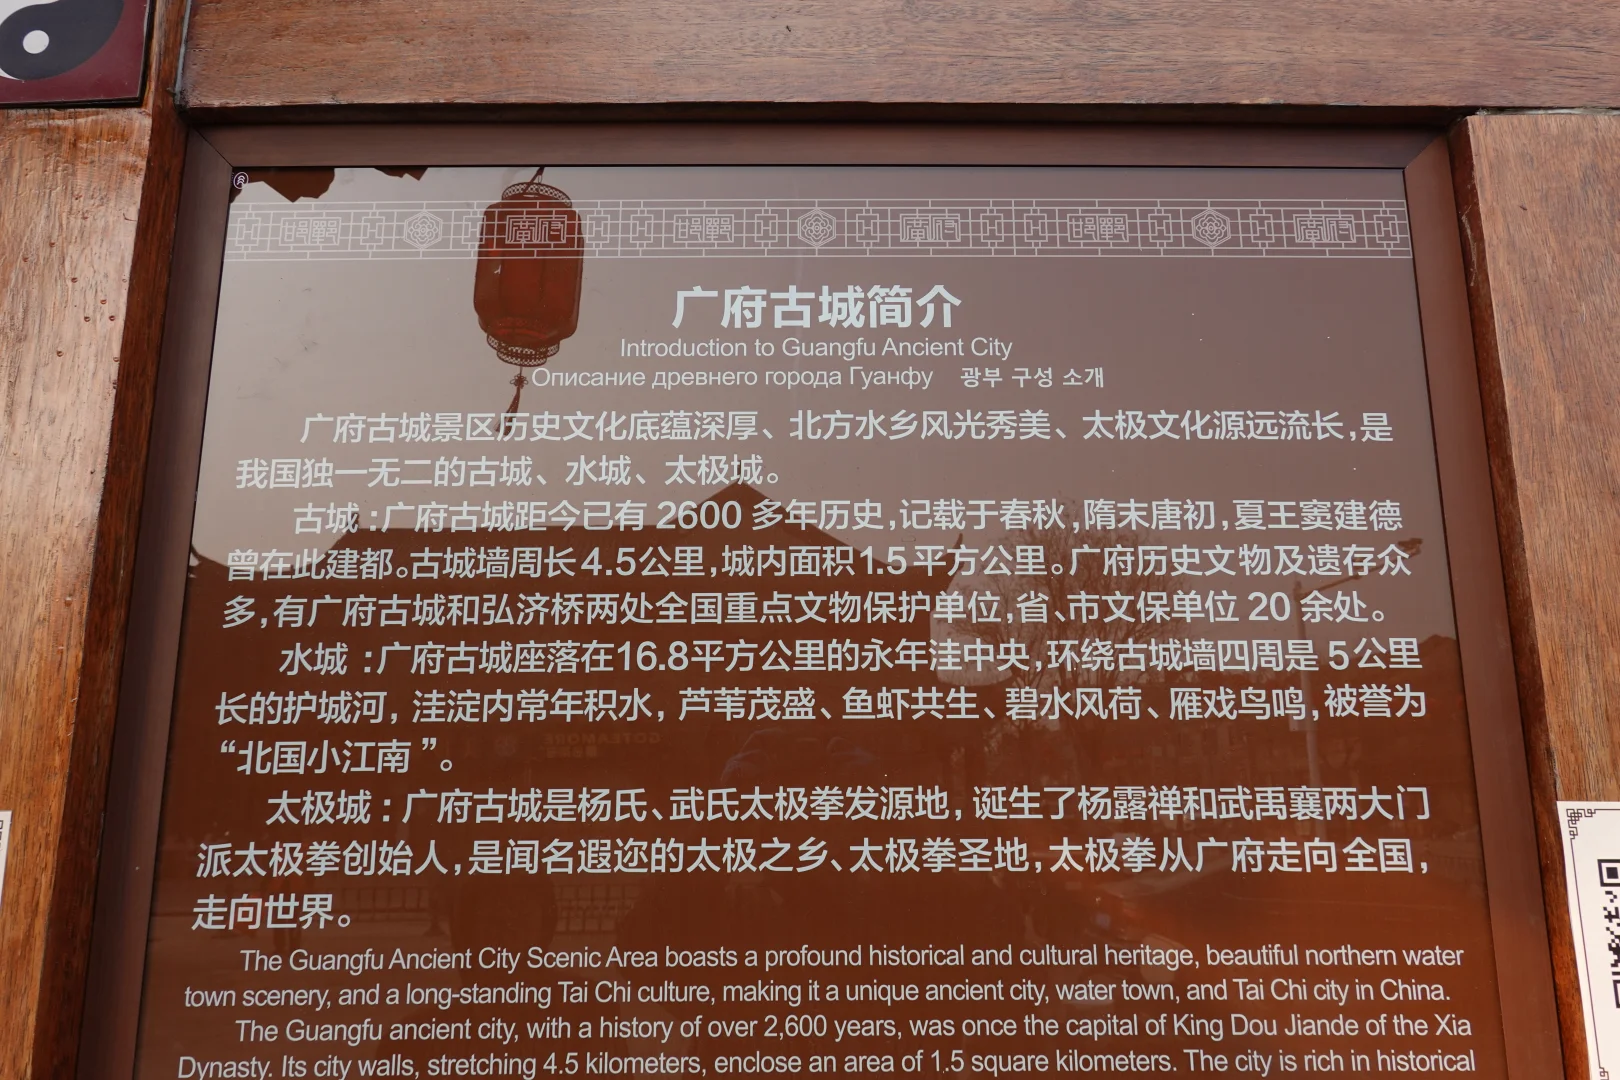 邯鄲 廣府 邯鄲 廣府 邯鄲 廣府
广府古城简介
Introduction to Guangfu Ancient City
Описание древнего города Гуанфу 광부 구성 소개
广府古城景区历史文化底蕴深厚、北方水乡风光秀美、太极文化源远流长,是
我国独一无二的古城、水城、太极城。
古城:广府古城距今已有 2600 多年历史,记载于春秋,隋末唐初,夏王窦建德
曾在此建都。古城墙周长4.5公里,城内面积1.5平方公里。广府历史文物及遗存众
多,有广府古城和弘济桥两处全国重点文物保护单位,省、市文保单位 20 余处。
水城:广府古城座落在16.8平方公里的永年洼中央,环绕古城墙四周是 5公里
长的护城河,洼淀内常年积水,芦苇茂盛、鱼虾共生、碧水风荷、雁戏鸟鸣,被誉为
“北国小江南”。
太极城:广府古城是杨氏、武氏太极拳发源地,诞生了杨露禅和武禹襄两大门
派太极拳创始人,是闻名遐迩的太极之乡、太极拳圣地,太极拳从广府走向全国,
走向世界。
The Guangfu Ancient City Scenic Area boasts a profound historical and cultural heritage, beautiful northern water
town scenery, and a long-standing Tai Chi culture, making it a unique ancient city, water town, and Tai Chi city in China.
The Guangfu ancient city, with a history of over 2,600 years, was once the capital of King Dou Jiande of the Xia
Dynasty. Its city walls, stretching 4.5 kilometers, enclose an area of 1.5 square kilometers. The city is rich in historical